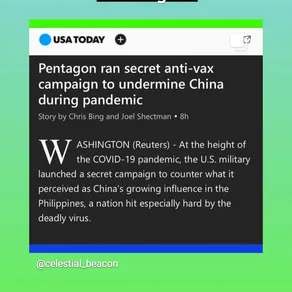 USA TODAY
Pentagon ran secret anti-vax
campaign to undermine China
during pandemic
Story by Chris Bing and Joel Shectman • 8h
WASHINGTON (Reuters) - At the height of
the COVID-19 pandemic, the U.S. military
launched a secret campaign to counter what it
perceived as China's growing influence in the
Philippines, a nation hit especially hard by the
deadly virus.
@celestial_beacon